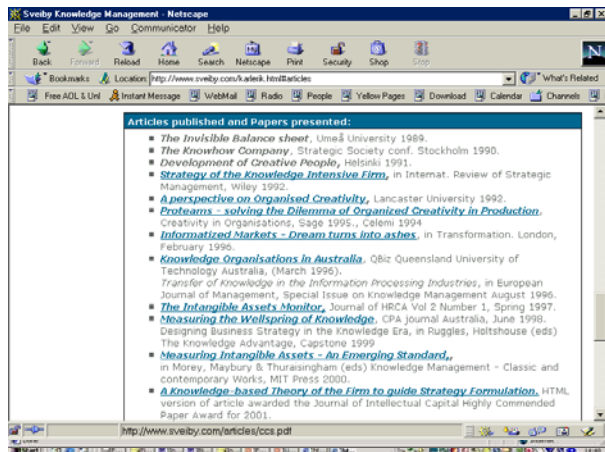 Sveiby Knowledge Management - Netscape
File Edit View Go Communicator Help
Back Forward Reload Home Search Netscape Print Security Shop Stop
Bookmarks Location: http://www.sveiby.com/karlerik.html#articles What's Related
Free AOL & Unl Instant Message WebMail Radio People Yellow Pages Download Calendar Channels
Articles published and Papers presented:
The Invisible Balance sheet, Umeå University 1989.
The Knowhow Company, Strategic Society conf. Stockholm 1990.
Development of Creative People, Helsinki 1991.
Strategy of the Knowledge Intensive Firm, in Internat. Review of Strategic
Management, Wiley 1992.
A perspective on Organised Creativity, Lancaster University 1992.
Proteams - solving the Dilemma of Organized Creativity in Production,
Creativity in Organisations, Sage 1995., Celemi 1994
Informatized Markets - Dream turns into ashes, in Transformation. London,
February 1996.
Knowledge Organisations in Australia. QBiz Queensland University of
Technology Australia, (March 1996).
Transfer of Knowledge in the Information Processing Industries, in European
Journal of Management, Special Issue on Knowledge Management August 1996.
The Intangible Assets Monitor, Journal of HRCA Vol 2 Number 1, Spring 1997.
Measuring the Wellspring of Knowledge. CPA journal Australia, June 1998.
Designing Business Strategy in the Knowledge Era, in Ruggles, Holtshouse (eds)
The Knowledge Advantage, Capstone 1999
Measuring Intangible Assets - An Emerging Standard,,
in Morey, Maybury & Thuraisingham (eds) Knowledge Management - Classic and
contemporary Works, MIT Press 2000.
A Knowledge-based Theory of the Firm to guide Strategy Formulation. HTML
version of article awarded the Journal of Intellectual Capital Highly Commended
Paper Award for 2001.
http://www.sveiby.com/articles/ccs.pdf